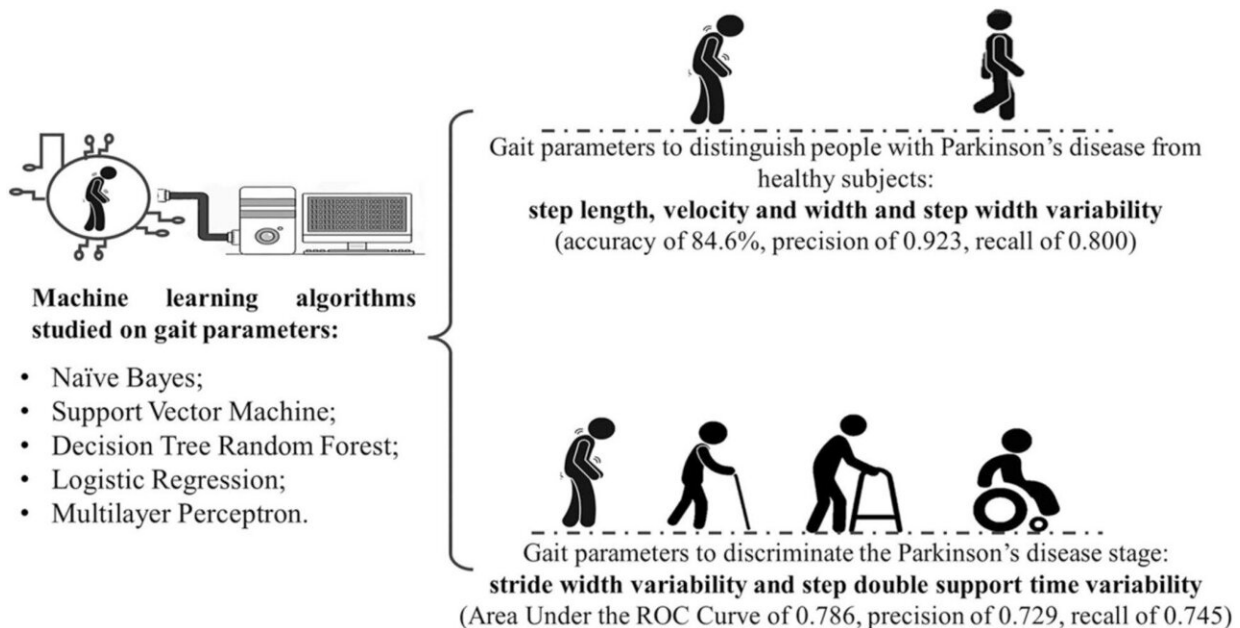 Machine learning algorithms
studied on gait parameters:
• Naïve Bayes;
• Support Vector Machine;
• Decision Tree Random Forest;
• Logistic Regression;
• Multilayer Perceptron.
Gait parameters to distinguish people with Parkinson’s disease from
healthy subjects:
step length, velocity and width and step width variability
(accuracy of 84.6%, precision of 0.923, recall of 0.800)
Gait parameters to discriminate the Parkinson’s disease stage:
stride width variability and step double support time variability
(Area Under the ROC Curve of 0.786, precision of 0.729, recall of 0.745)